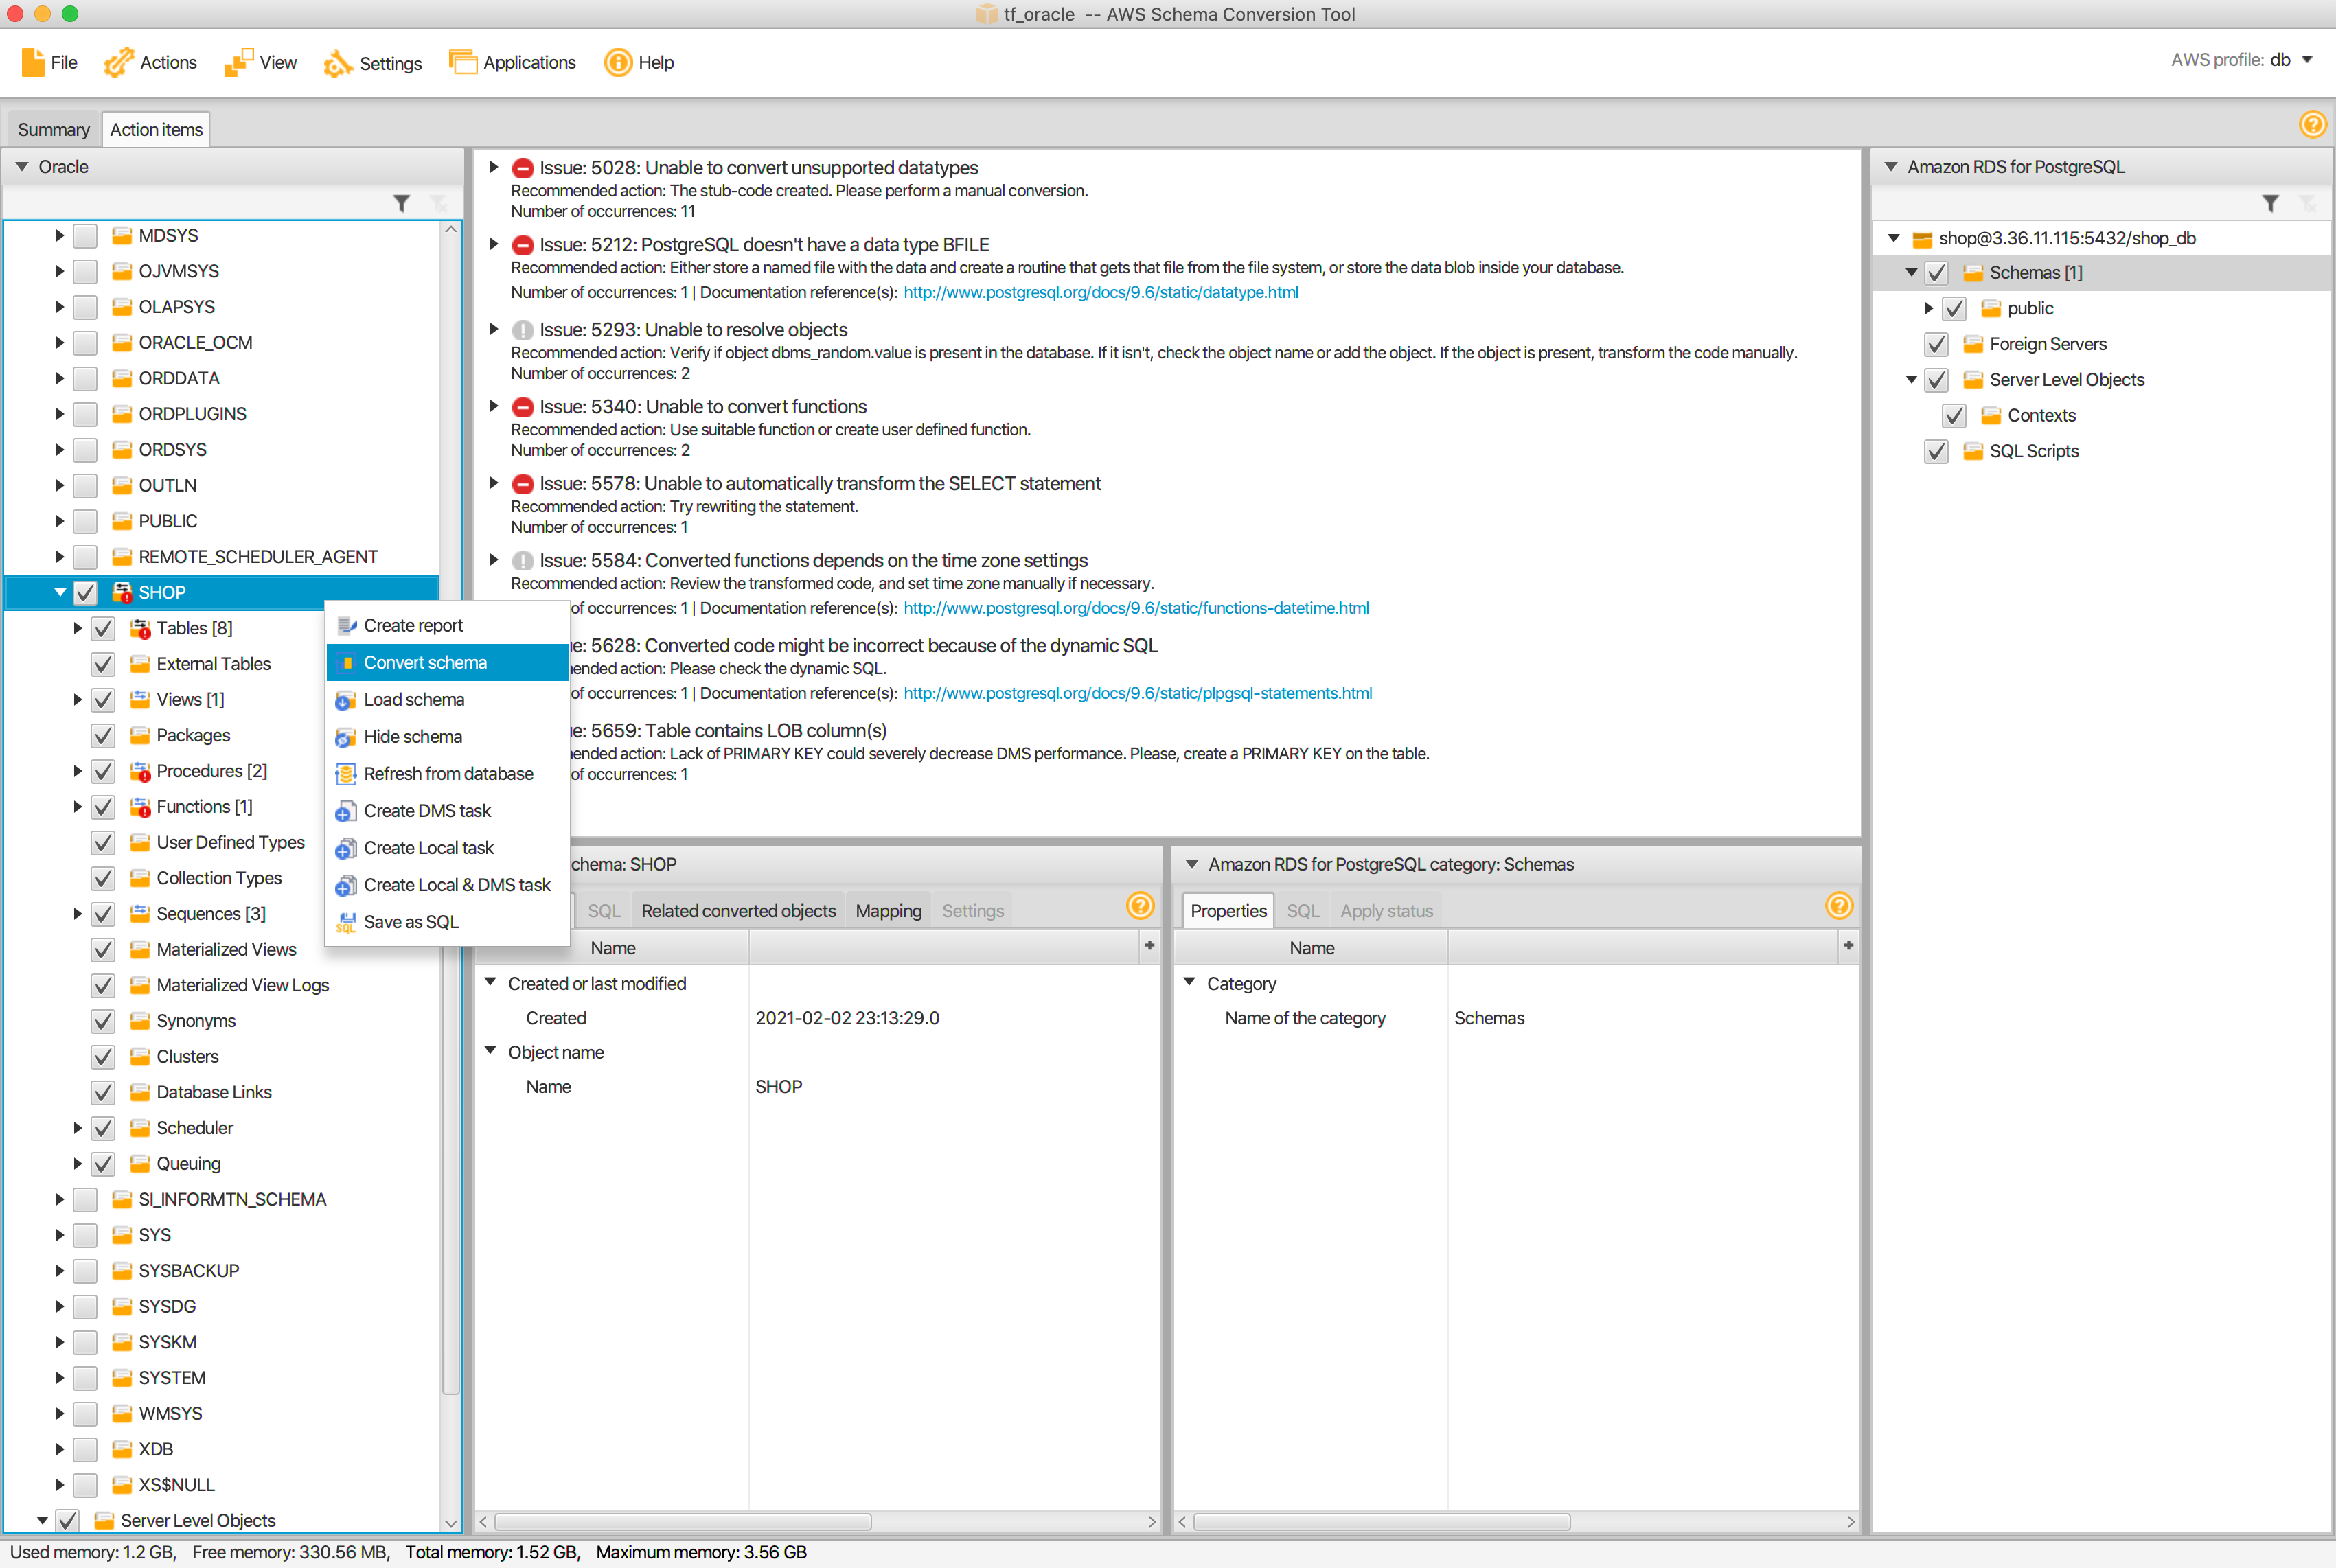 tf_oracle -- AWS Schema Conversion Tool
File Actions View Settings Applications Help
AWS profile: db
Summary Action items
Oracle
MDSYS
OJVMSYS
OLAPSYS
ORACLE_OCM
ORDDATA
ORDPLUGINS
ORDSYS
OUTLN
PUBLIC
REMOTE_SCHEDULER_AGENT
SHOP
Tables [8]
External Tables
Views [1]
Packages
Procedures [2]
Functions [1]
User Defined Types
Collection Types
Sequences [3]
Materialized Views
Materialized View Logs
Synonyms
Clusters
Database Links
Scheduler
Queuing
SI_INFORMTN_SCHEMA
SYS
SYSBACKUP
SYSDG
SYSKM
SYSTEM
WMSYS
XDB
XS$NULL
Server Level Objects
Create report
Convert schema
Load schema
Hide schema
Refresh from database
Create DMS task
Create Local task
Create Local & DMS task
SQL Save as SQL
Issue: 5028: Unable to convert unsupported datatypes
Recommended action: The stub-code created. Please perform a manual conversion.
Number of occurrences: 11
Issue: 5212: PostgreSQL doesn't have a data type BFILE
Recommended action: Either store a named file with the data and create a routine that gets that file from the file system, or store the data blob inside your database.
Number of occurrences: 1 | Documentation reference(s): http://www.postgresql.org/docs/9.6/static/datatype.html
Issue: 5293: Unable to resolve objects
Recommended action: Verify if object dbms_random.value is present in the database. If it isn't, check the object name or add the object. If the object is present, transform the code manually.
Number of occurrences: 2
Issue: 5340: Unable to convert functions
Recommended action: Use suitable function or create user defined function.
Number of occurrences: 2
Issue: 5578: Unable to automatically transform the SELECT statement
Recommended action: Try rewriting the statement.
Number of occurrences: 1
Issue: 5584: Converted functions depends on the time zone settings
Recommended action: Review the transformed code, and set time zone manually if necessary.
of occurrences: 1 | Documentation reference(s): http://www.postgresql.org/docs/9.6/static/functions-datetime.html
ue: 5628: Converted code might be incorrect because of the dynamic SQL
ended action: Please check the dynamic SQL.
of occurrences: 1 | Documentation reference(s): http://www.postgresql.org/docs/9.6/static/plpgsql-statements.html
ue: 5659: Table contains LOB column(s)
mended action: Lack of PRIMARY KEY could severely decrease DMS performance. Please, create a PRIMARY KEY on the table.
of occurrences: 1
chema: SHOP
SQL Related converted objects Mapping Settings
Name
Created or last modified
Created 2021-02-02 23:13:29.0
Object name
Name SHOP
Amazon RDS for PostgreSQL category: Schemas
Properties SQL Apply status
Name
Category
Name of the category Schemas
Amazon RDS for PostgreSQL
shop@3.36.11.115:5432/shop_db
Schemas [1]
public
Foreign Servers
Server Level Objects
Contexts
SQL Scripts
Used memory: 1.2 GB, Free memory: 330.56 MB, Total memory: 1.52 GB, Maximum memory: 3.56 GB